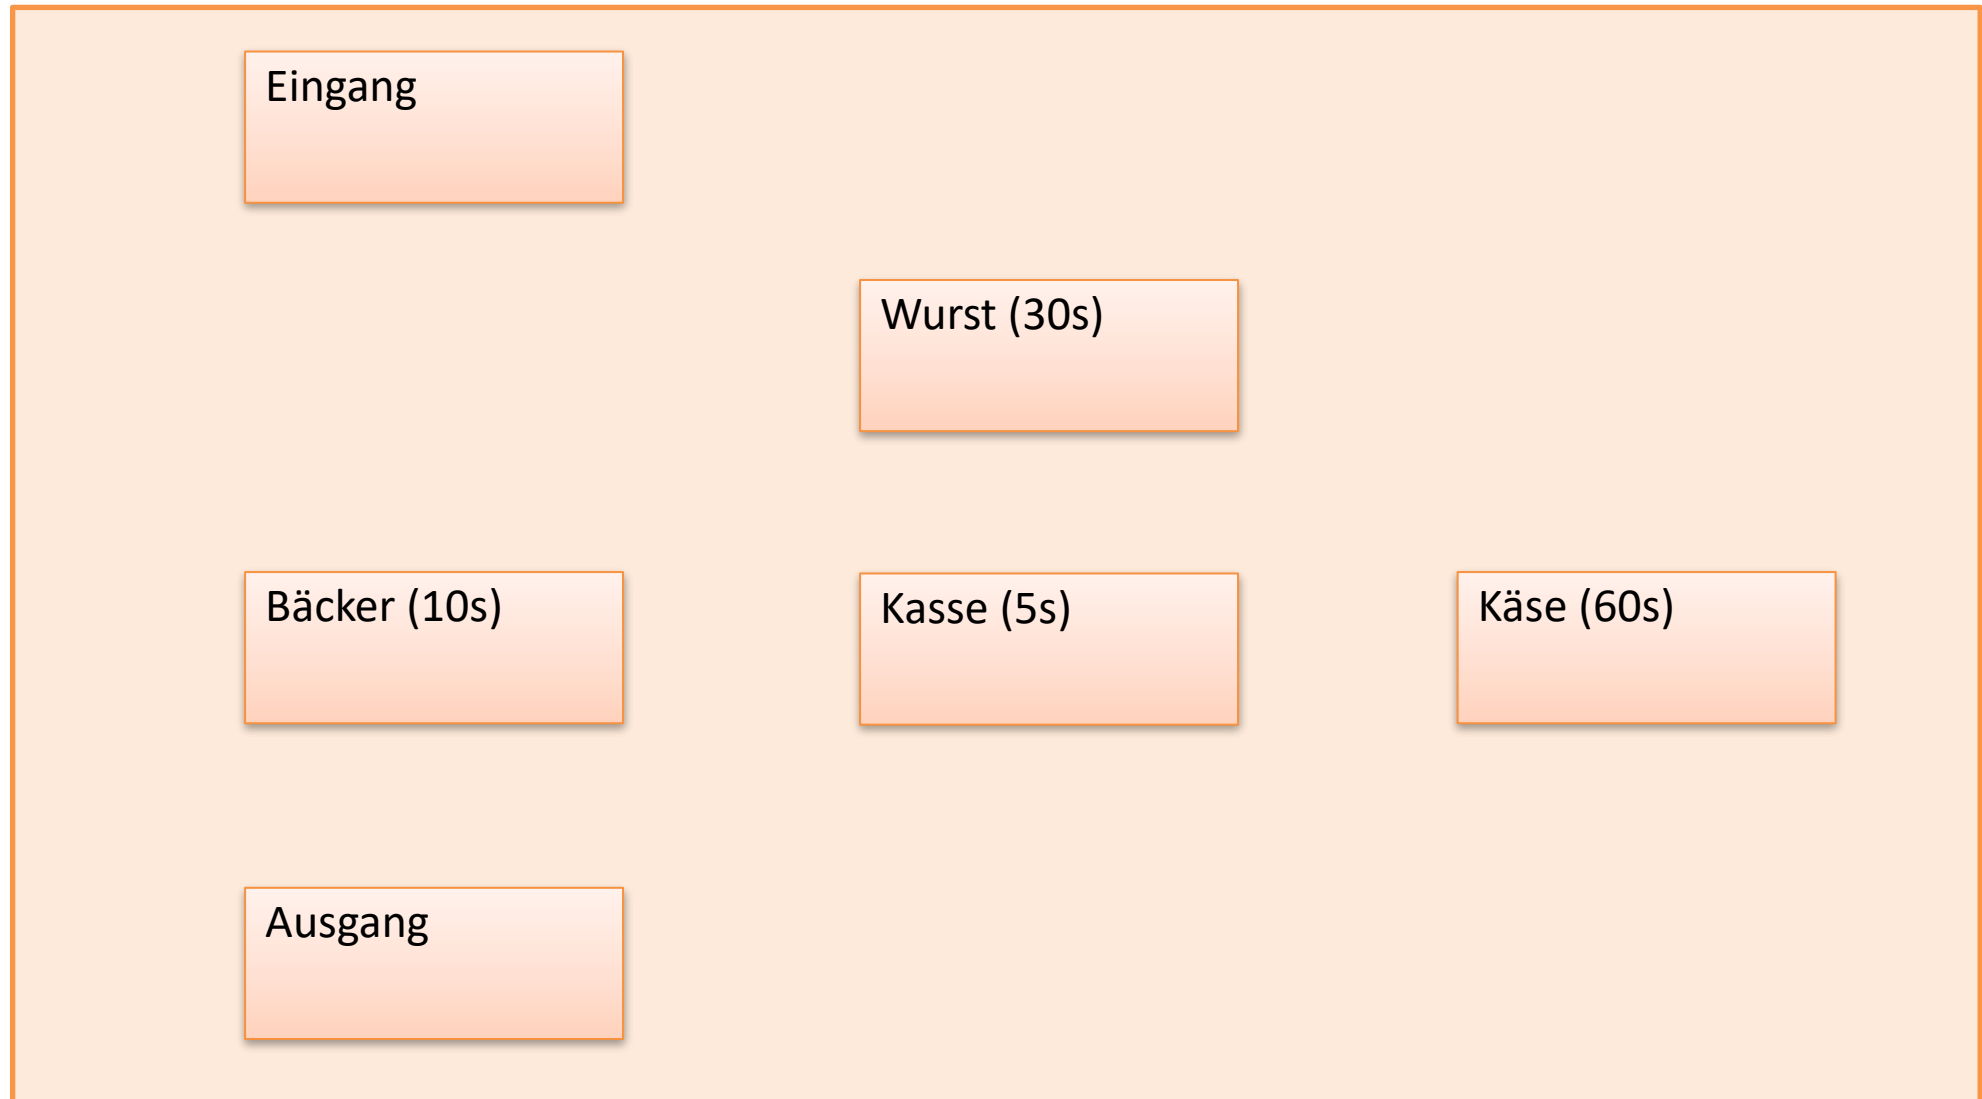 Eingang
Wurst (30s)
Bäcker (10s)
Kasse (5s)
Käse (60s)
Ausgang